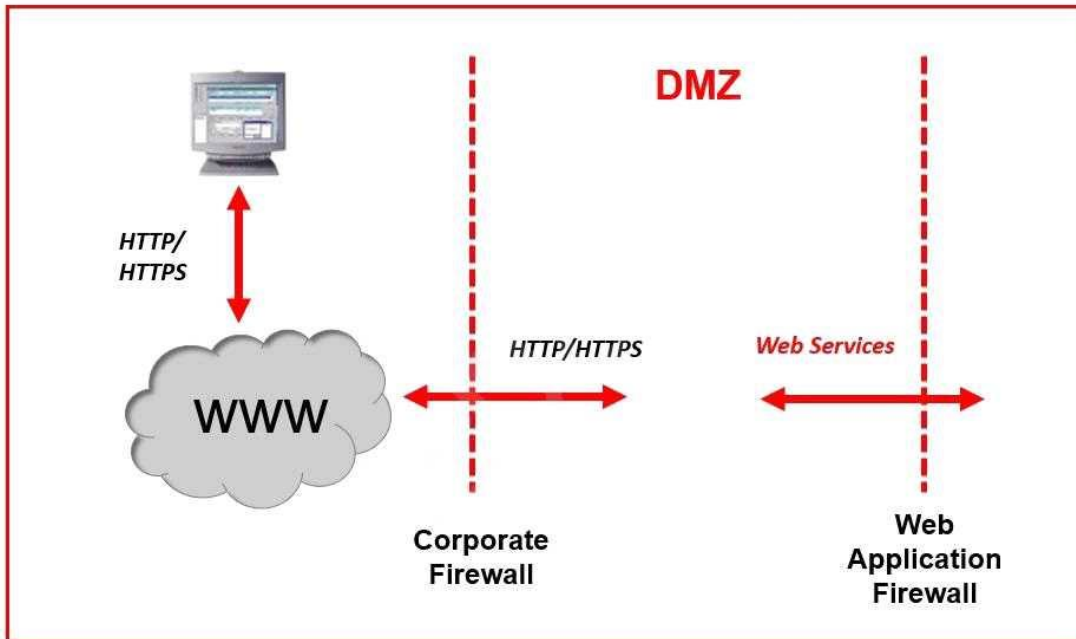 DMZ
HTTP/
HTTPS
WWW
HTTP/HTTPS
Web Services
Corporate
Firewall
Web
Application
Firewall